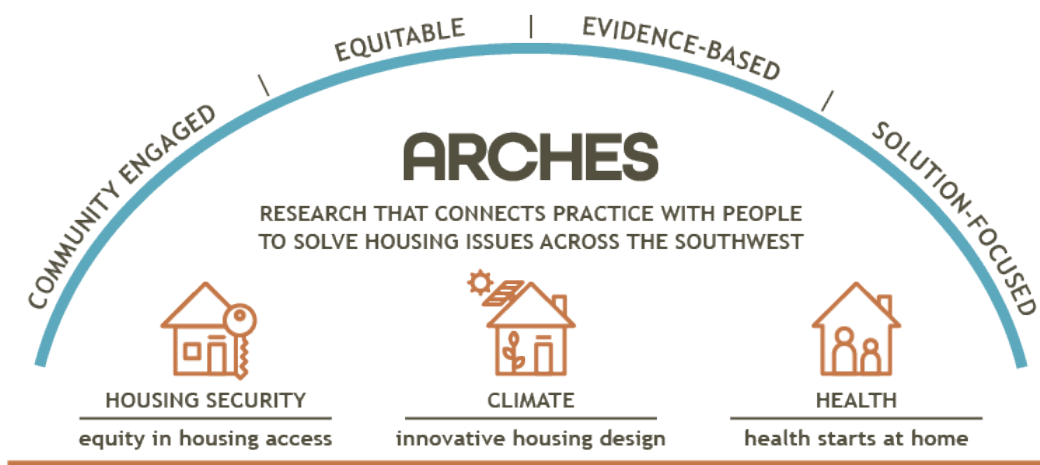 COMMUNITY ENGAGED | EQUITABLE | EVIDENCE-BASED | SOLUTION-FOCUSED
ARCHES
RESEARCH THAT CONNECTS PRACTICE WITH PEOPLE
TO SOLVE HOUSING ISSUES ACROSS THE SOUTHWEST
HOUSING SECURITY
equity in housing access
CLIMATE
innovative housing design
HEALTH
health starts at home